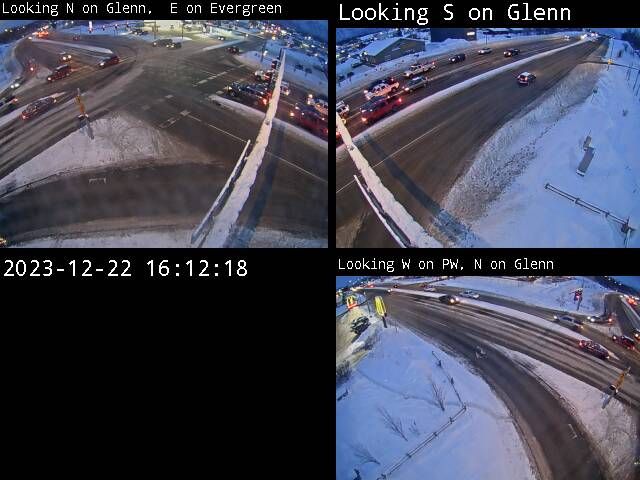 Looking N on Glenn,  E on Evergreen
Looking S on Glenn
2023-12-22 16:12:18
Looking W on PW, N on Glenn